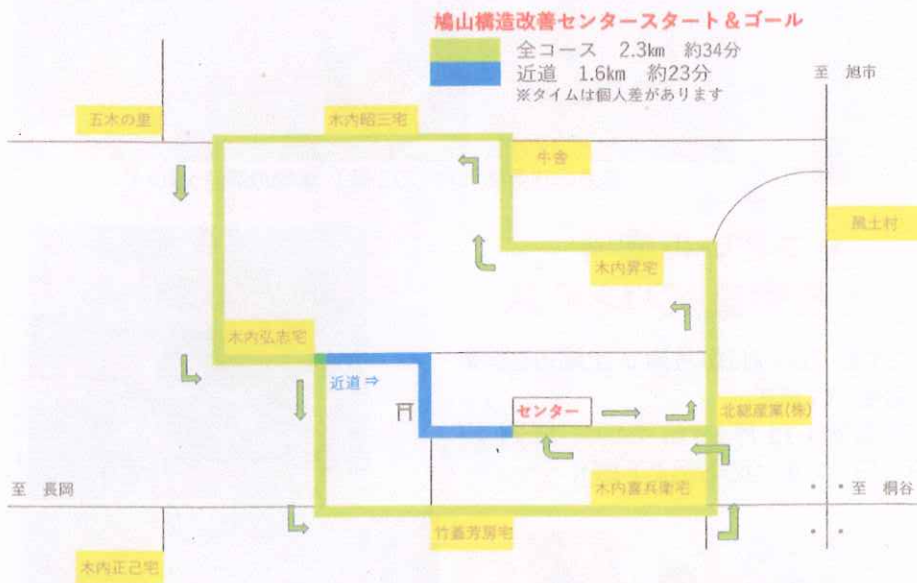 鳩山構造改善センタースタート＆ゴール
全コース　2.3km　約34分
近道　1.6km　約23分
※タイムは個人差があります
至　旭市
五木の里
木内昭三宅
牛舎
風土村
木内昇宅
木内弘志宅
近道⇒
センター
北総産業(株)
至　長岡
木内喜兵衛宅
至　桐谷
竹蓋芳房宅
木内正己宅